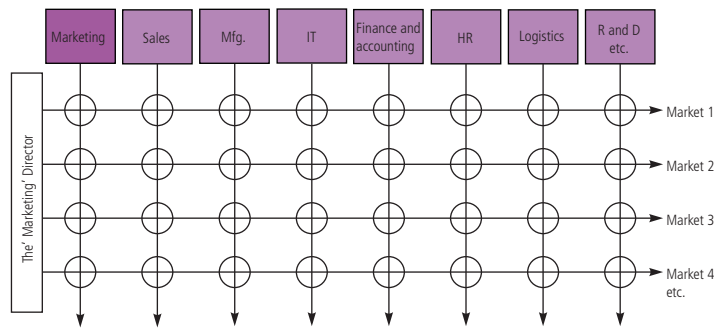 Marketing
Sales
Mfg.
IT
Finance and
accounting
HR
Logistics
R and D
etc.
The' Marketing' Director
Market 1
Market 2
Market 3
Market 4
etc.